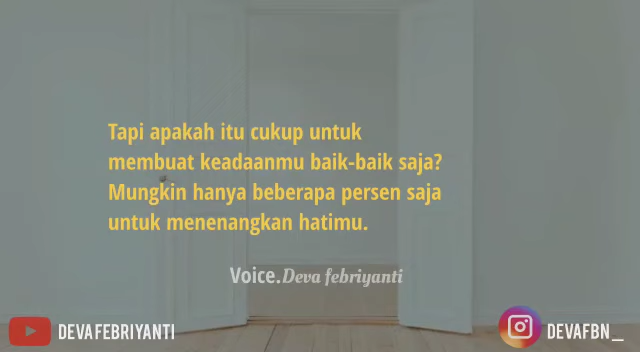 Tapi apakah itu cukup untuk
membuat keadaanmu baik-baik saja?
Mungkin hanya beberapa persen saja
untuk menenangkan hatimu.
Voice.Deva febriyanti
DEVAFEBRIYANTI
DEVAFBN_